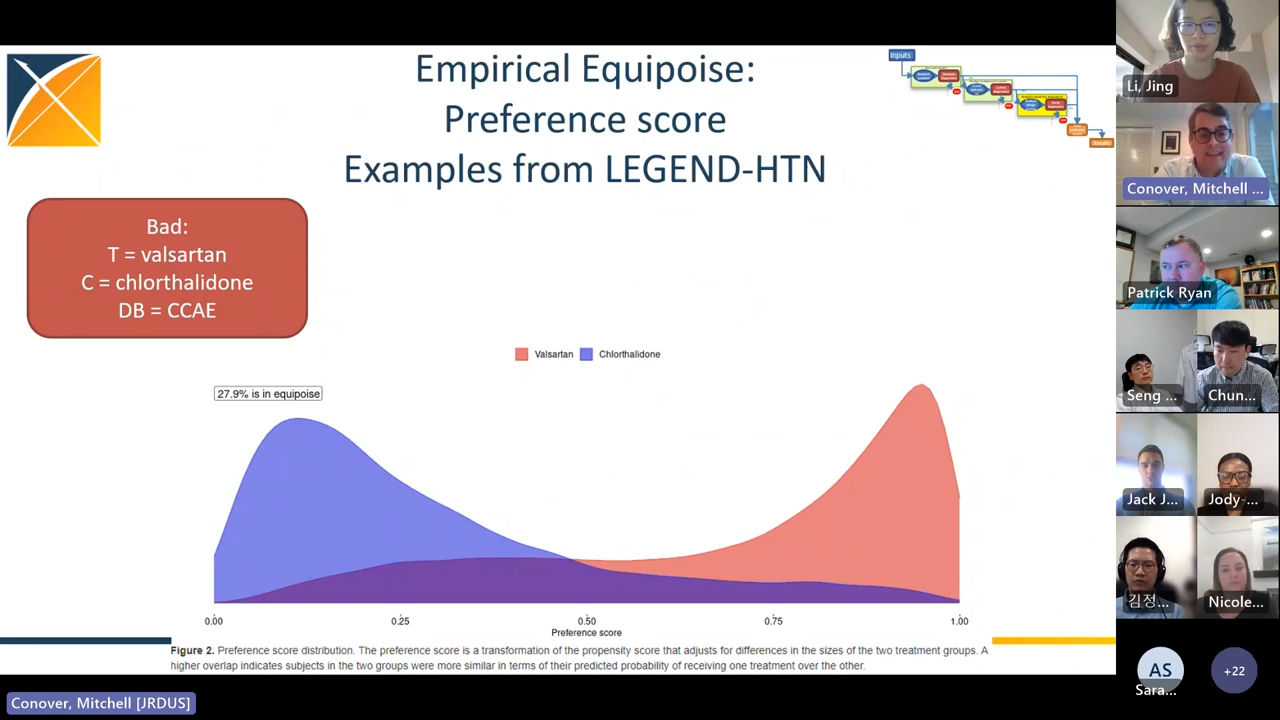 Empirical Equipoise:
Preference score
Examples from LEGEND-HTN
Inputs
Bad:
T = valsartan
C = chlorthalidone
DB = CCAE
Valsartan
Chlorthalidone
27.9% is in equipoise
0.00
0.25
0.50
0.75
1.00
Preference score
Figure 2. Preference score distribution. The preference score is a transformation of the propensity score that adjusts for differences in the sizes of the two treatment groups. A
higher overlap indicates subjects in the two groups were more similar in terms of their predicted probability of receiving one treatment over the other.
Conover, Mitchell [JRDUS]
Li, Jing
Conover, Mitchell ...
Patrick Ryan
Seng ...
Chun...
Jack J...
Jody-...
김정...
Nicole...
AS
Sara...
+22